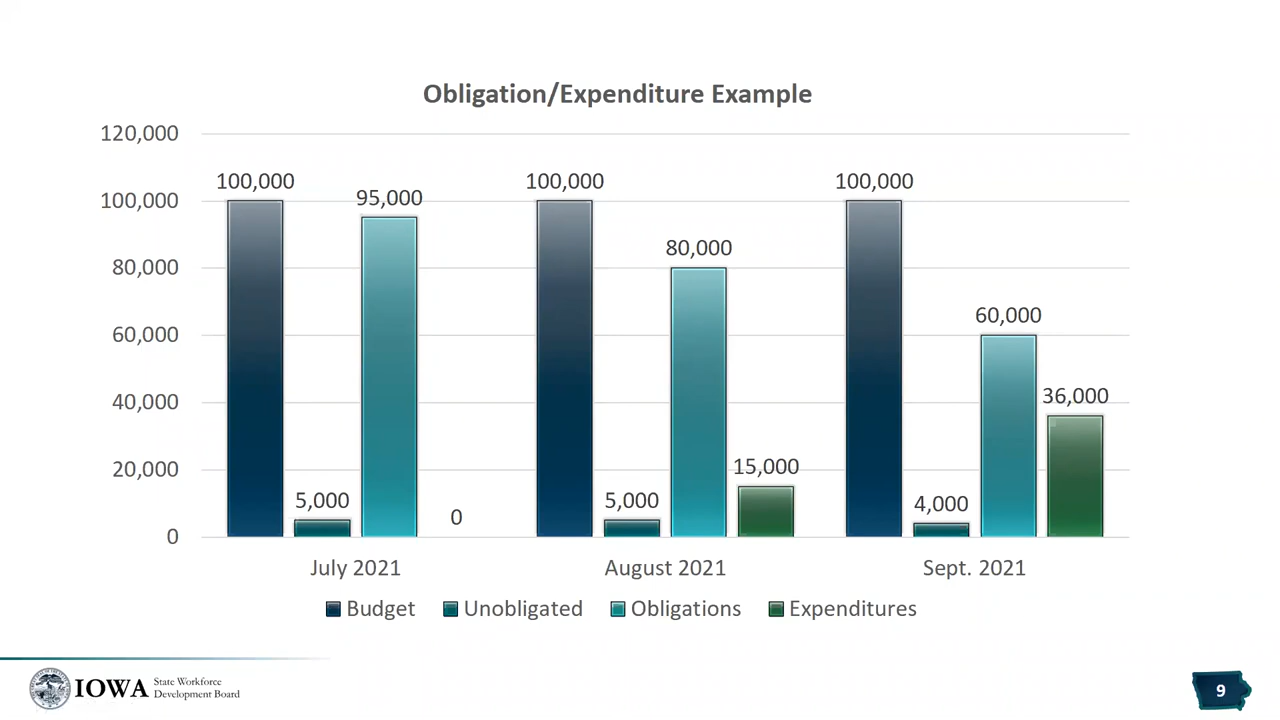 Obligation/Expenditure Example
120,000
100,000
80,000
60,000
40,000
20,000
0
100,000
5,000
95,000
0
100,000
5,000
80,000
15,000
100,000
4,000
60,000
36,000
July 2021
August 2021
Sept. 2021
Budget
Unobligated
Obligations
Expenditures
IOWA
State Workforce
Development Board
9